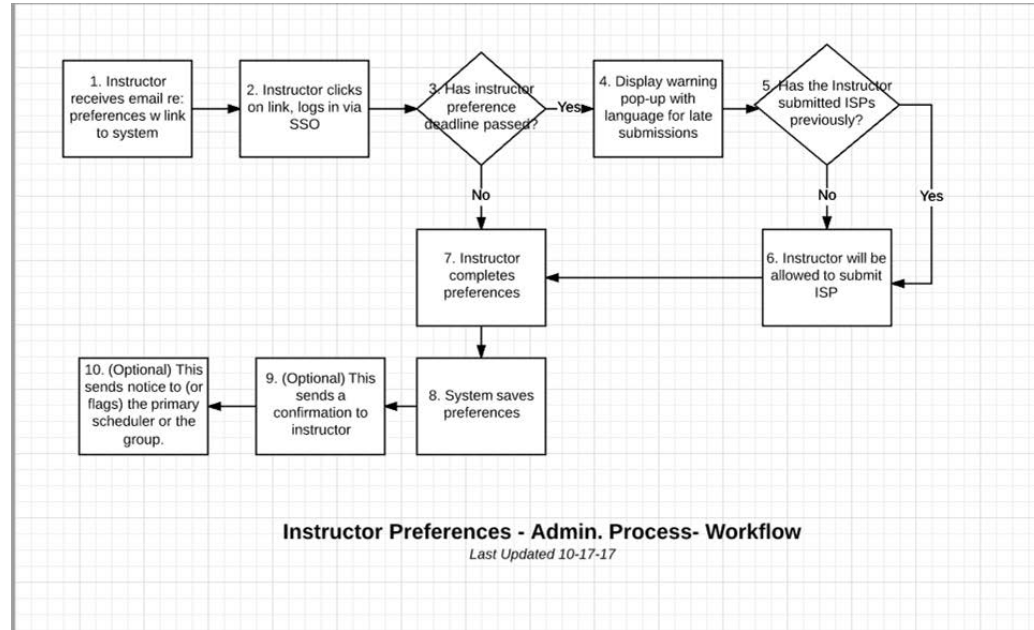 1. Instructor
receives email re:
preferences w link
to system
2. Instructor clicks
on link, logs in via
SSO
3. Has instructor
preference
deadline passed?
Yes
4. Display warning
pop-up with
language for late
submissions
5. Has the Instructor
submitted ISPs
previously?
No
No
Yes
7. Instructor
completes
preferences
6. Instructor will be
allowed to submit
ISP
10. (Optional) This
sends notice to (or
flags) the primary
scheduler or the
group.
9. (Optional) This
sends a
confirmation to
instructor
8. System saves
preferences
Instructor Preferences - Admin. Process- Workflow
Last Updated 10-17-17